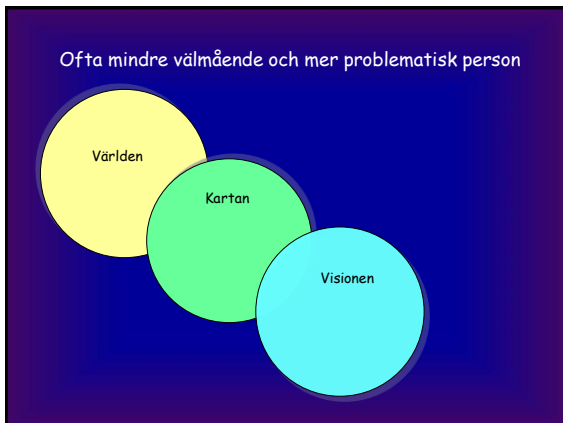 Ofta mindre välmående och mer problematisk person
Världen
Kartan
Visionen